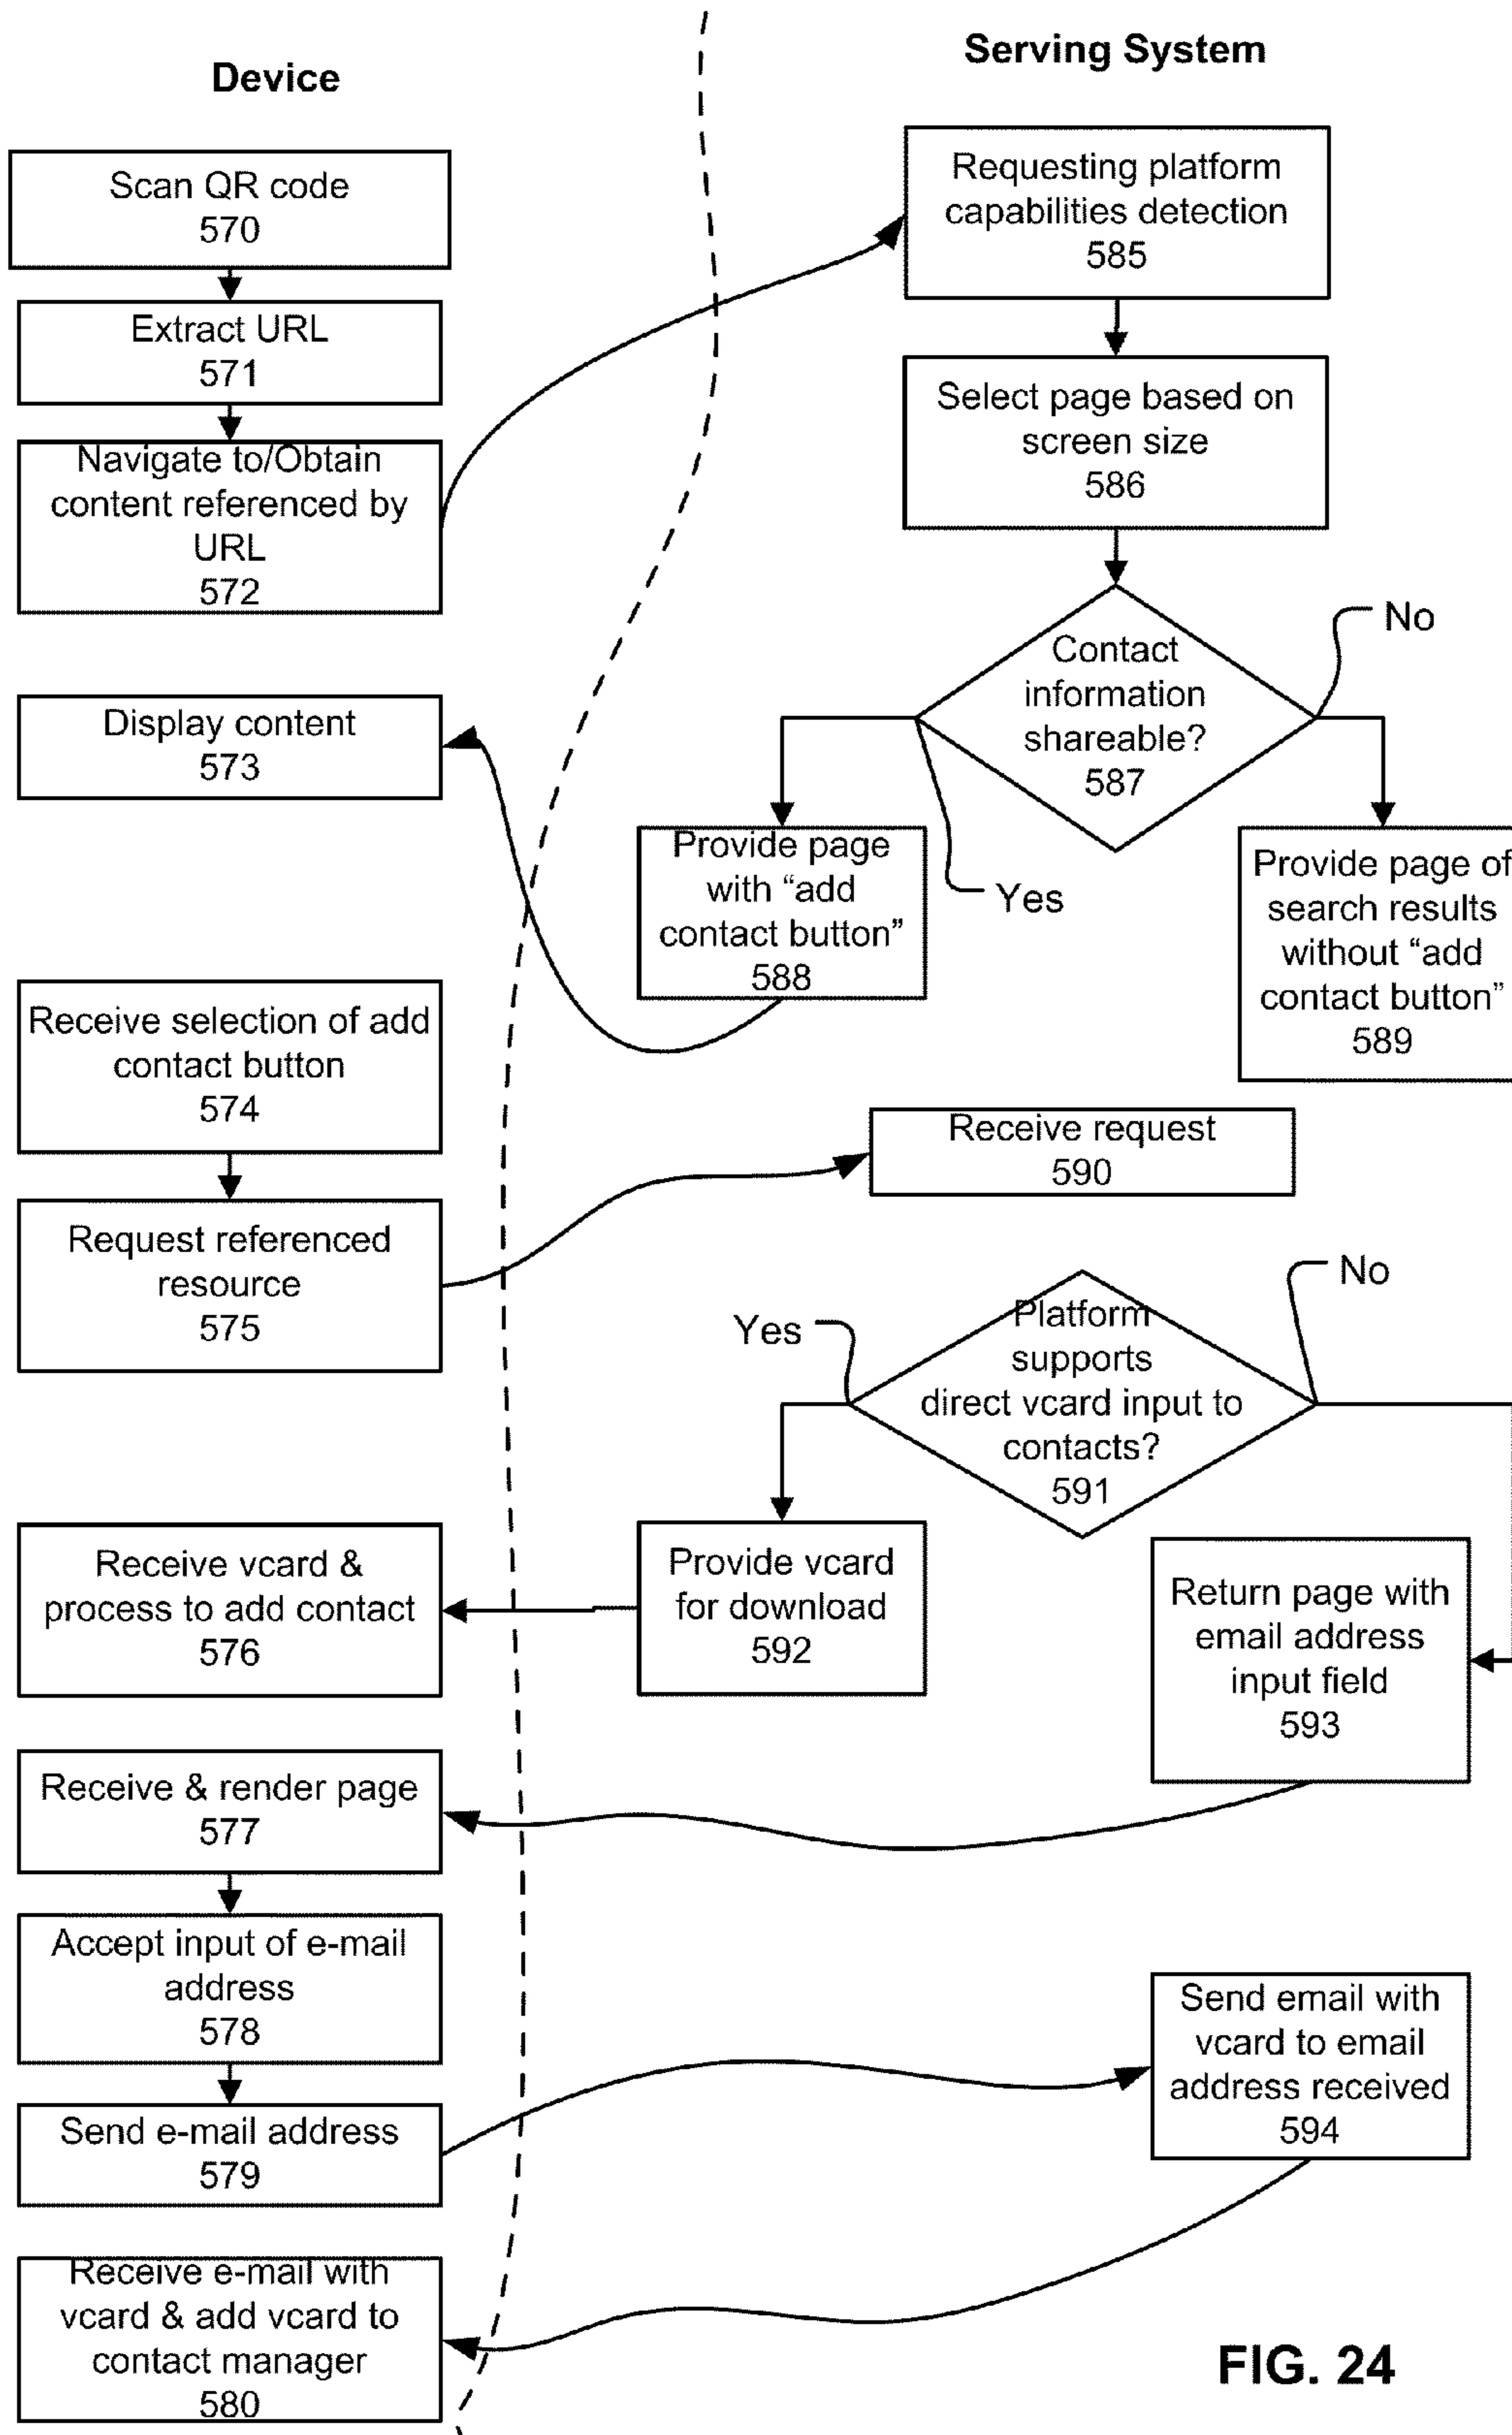 Device
Serving System
Scan QR code
570
Extract URL
571
Navigate to/Obtain
content referenced by
URL
572
Display content
573
Receive selection of add
contact button
574
Request referenced
resource
575
Receive vcard &
process to add contact
576
Receive & render page
577
Accept input of e-mail
address
578
Send e-mail address
579
Receive e-mail with
vcard & add vcard to
contact manager
580
Requesting platform
capabilities detection
585
Select page based on
screen size
586
Contact
information
shareable?
587
No
Yes
Provide page
with “add
contact button”
588
Provide page of
search results
without “add
contact button”
589
Receive request
590
Platform
supports
direct vcard input to
contacts?
591
Yes
No
Provide vcard
for download
592
Return page with
email address
input field
593
Send email with
vcard to email
address received
594
FIG. 24